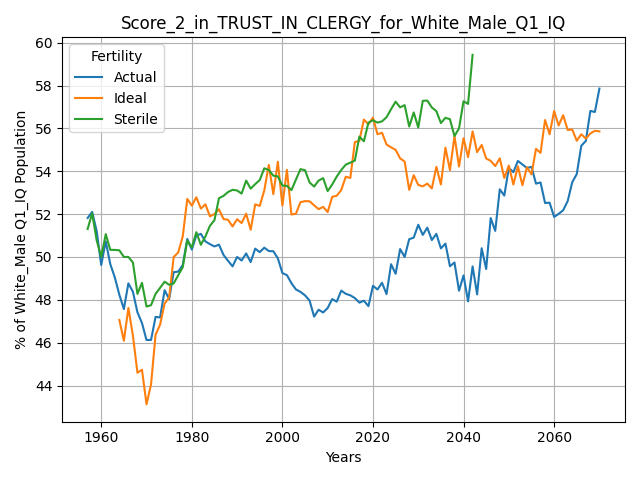 Score_2_in_TRUST_IN_CLERGY_for_White_Male_Q1_IQ
% of White_Male Q1_IQ Population
60
58
56
54
52
50
48
46
44
Fertility
Actual
Ideal
Sterile
1960
1980
2000
2020
2040
2060
Years